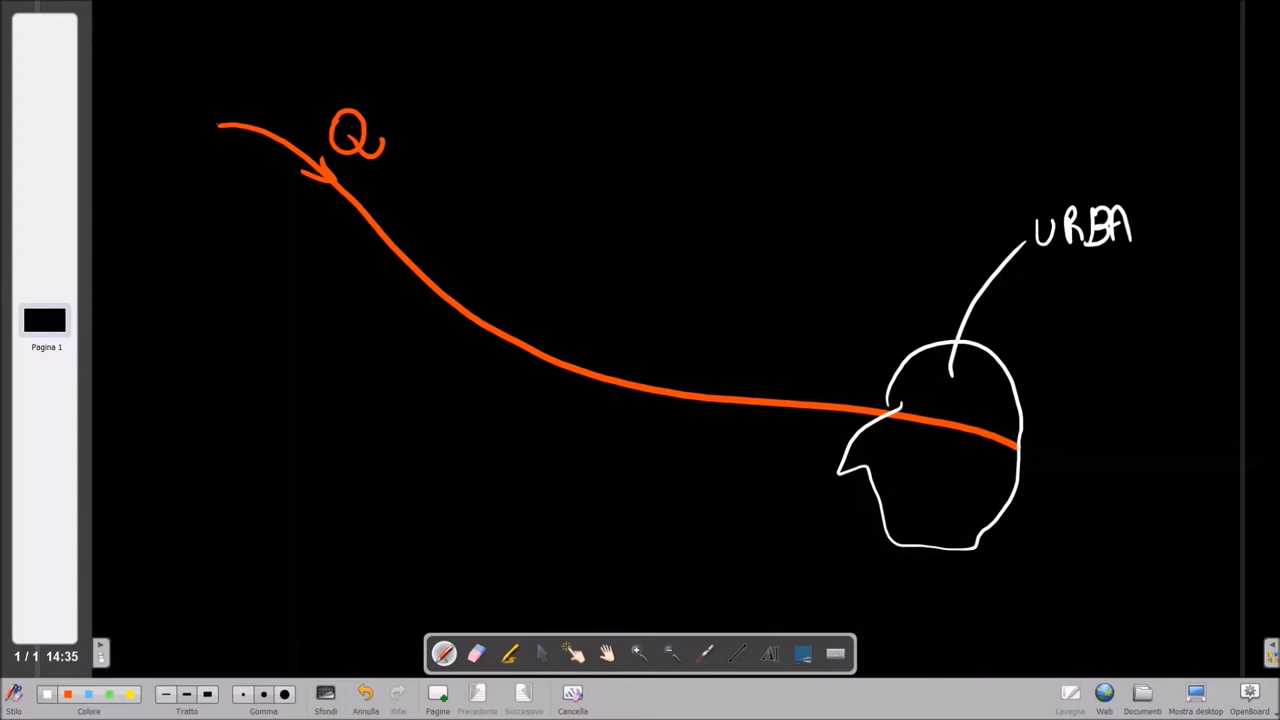 Q
URBA
Pagina 1
1 / 1 14:35
Stilo
Colore
Tratto
Gomma
Sfondi
Annulla
Rifai
Pagine
Precedente
Successivo
Cancella
Lavagna
Web
Documenti
Mostra desktop
OpenBoard
AI